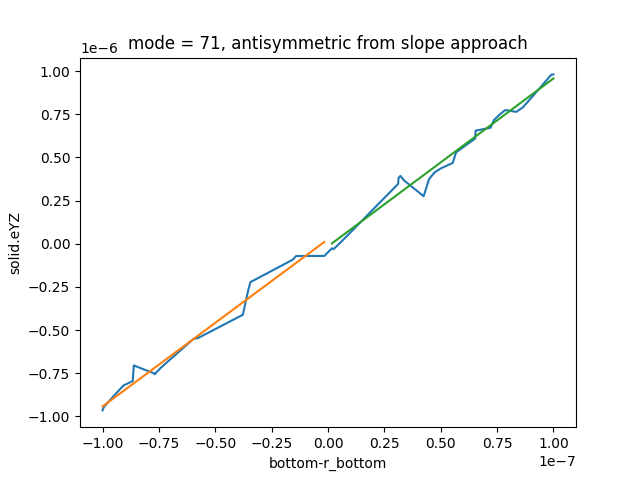 mode = 71, antisymmetric from slope approach
1e−6
1.00
0.75
0.50
0.25
0.00
−0.25
−0.50
−0.75
−1.00
solid.eYZ
−1.00 −0.75 −0.50 −0.25 0.00 0.25 0.50 0.75 1.00
bottom-r_bottom
1e−7